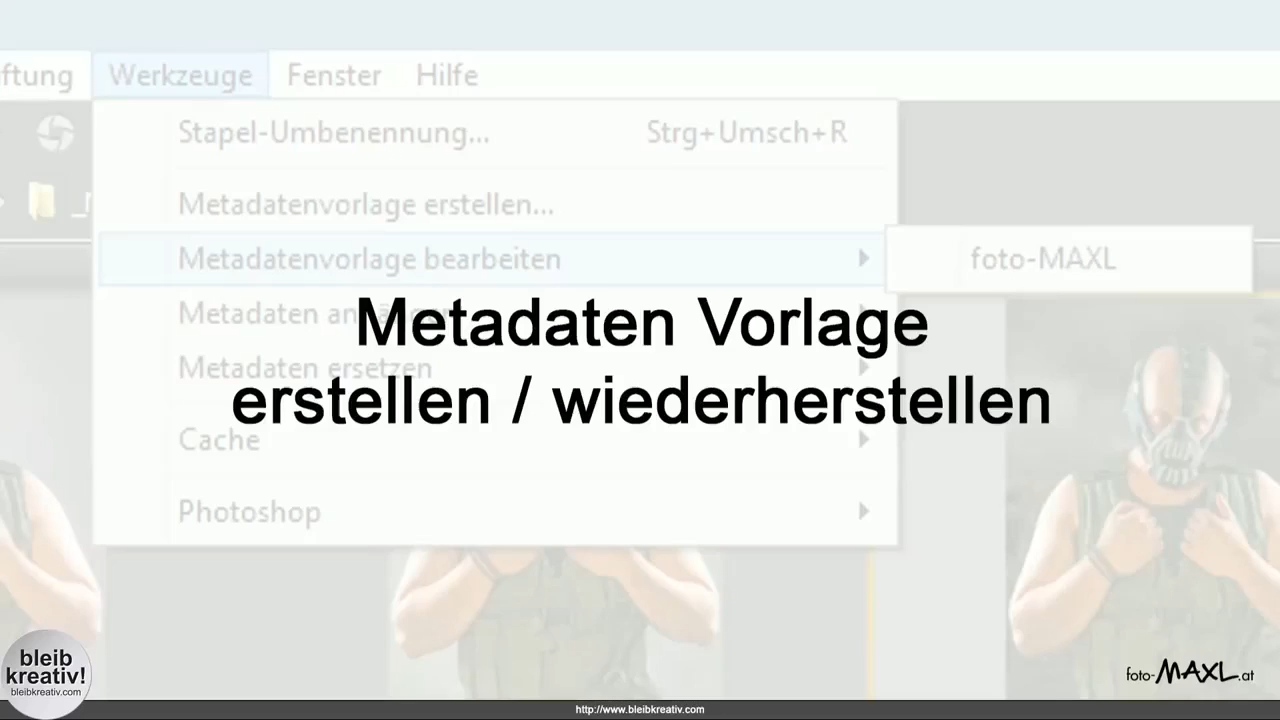 ftung Werkzeuge Fenster Hilfe
Stapel-Umbenennung... Strg+Umsch+R
Metadatenvorlage erstellen...
Metadatenvorlage bearbeiten foto-MAXL
Metadaten
Metadaten Vorlage
Metadaten ersetzen
erstellen / wiederherstellen
Cache
Photoshop
bleib
kreativ!
bleibkreativ.com
foto-MAXL.at
http://www.bleibkreativ.com